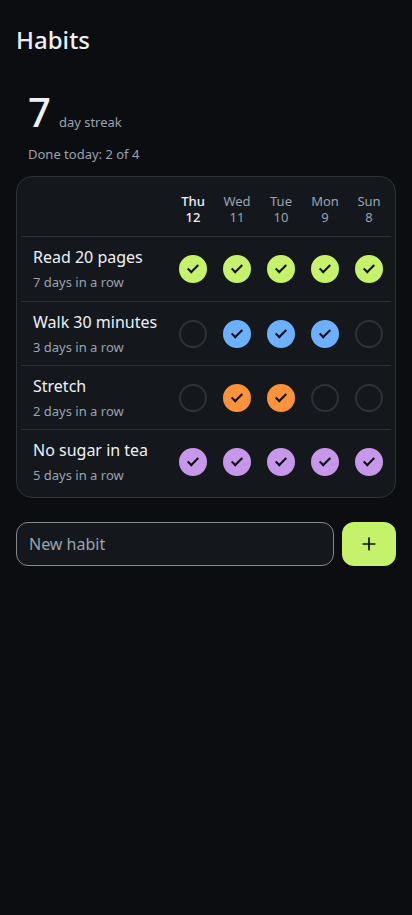 Habits
7 day streak
Done today: 2 of 4
Thu Wed Tue Mon Sun
12 11 10 9 8
Read 20 pages
7 days in a row
Walk 30 minutes
3 days in a row
Stretch
2 days in a row
No sugar in tea
5 days in a row
New habit
+